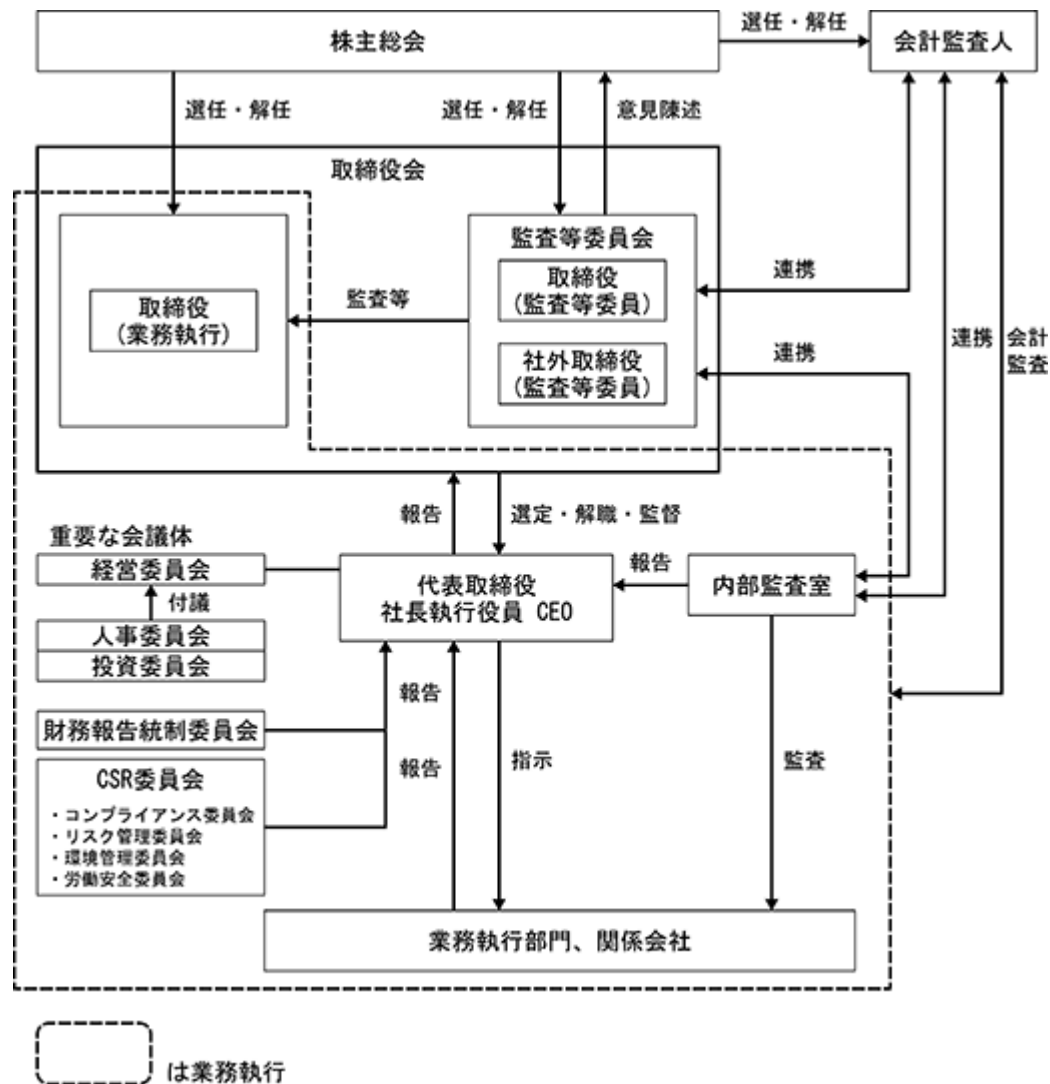 株主総会
選任・解任
会計監査人
選任・解任
選任・解任
意見陳述
取締役会
監査等委員会
取締役
(監査等委員)
社外取締役
(監査等委員)
取締役
(業務執行)
監査等
連携
連携
連携
会計
監査
報告
選定・解職・監督
重要な会議体
経営委員会
付議
人事委員会
投資委員会
代表取締役
社長執行役員 CEO
報告
内部監査室
財務報告統制委員会
報告
CSR委員会
・コンプライアンス委員会
・リスク管理委員会
・環境管理委員会
・労働安全委員会
報告
指示
監査
業務執行部門、関係会社
は業務執行